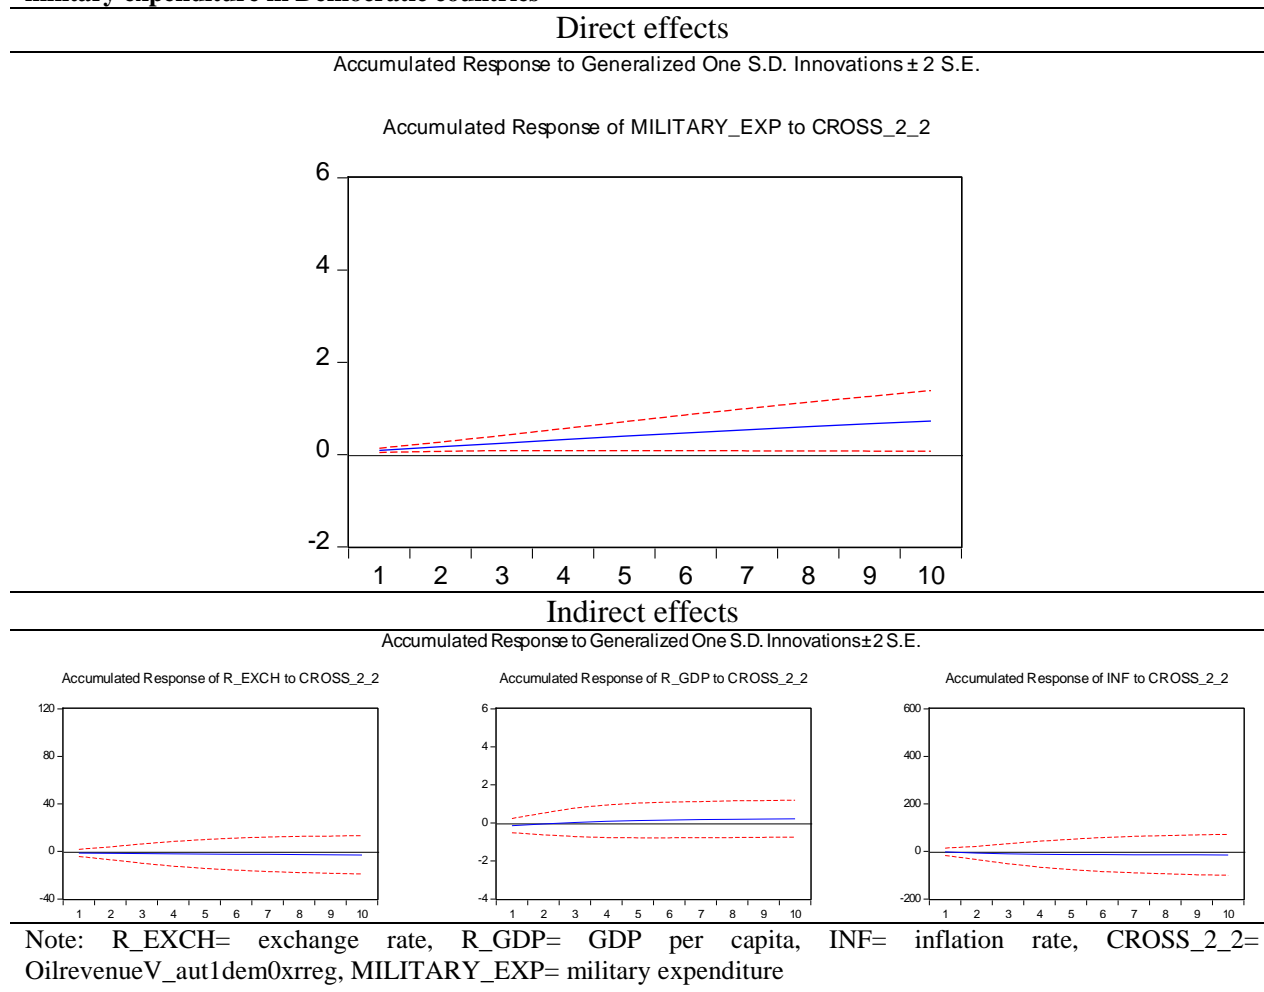 military expenditure in Democratic countries
Direct effects
Accumulated Response to Generalized One S.D. Innovations ± 2 S.E.
Accumulated Response of MILITARY_EXP to CROSS_2_2
6
4
2
0
-2
1 2 3 4 5 6 7 8 9 10
Indirect effects
Accumulated Response to Generalized One S.D. Innovations ± 2 S.E.
Accumulated Response of R_EXCH to CROSS_2_2
120
80
40
0
-40
1 2 3 4 5 6 7 8 9 10
Accumulated Response of R_GDP to CROSS_2_2
6
4
2
0
-2
-4
1 2 3 4 5 6 7 8 9 10
Accumulated Response of INF to CROSS_2_2
600
400
200
0
-200
1 2 3 4 5 6 7 8 9 10
Note: R_EXCH= exchange rate, R_GDP= GDP per capita, INF= inflation rate, CROSS_2_2=
OilrevenueV_aut1dem0xrreg, MILITARY_EXP= military expenditure